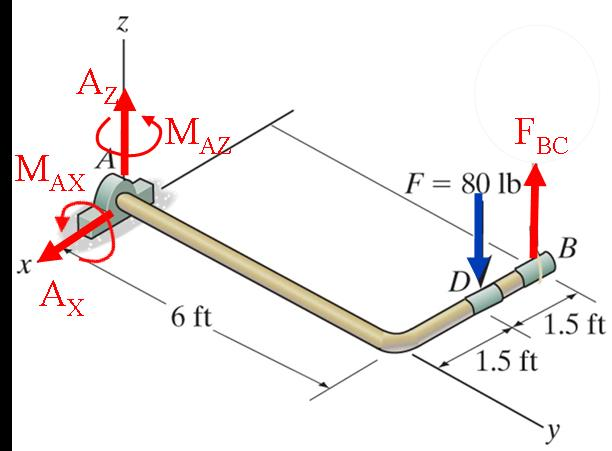 z
A_Z
M_AZ
A
M_AX
x
A_X
6 ft
F = 80 lb
F_BC
D
B
1.5 ft
1.5 ft
y